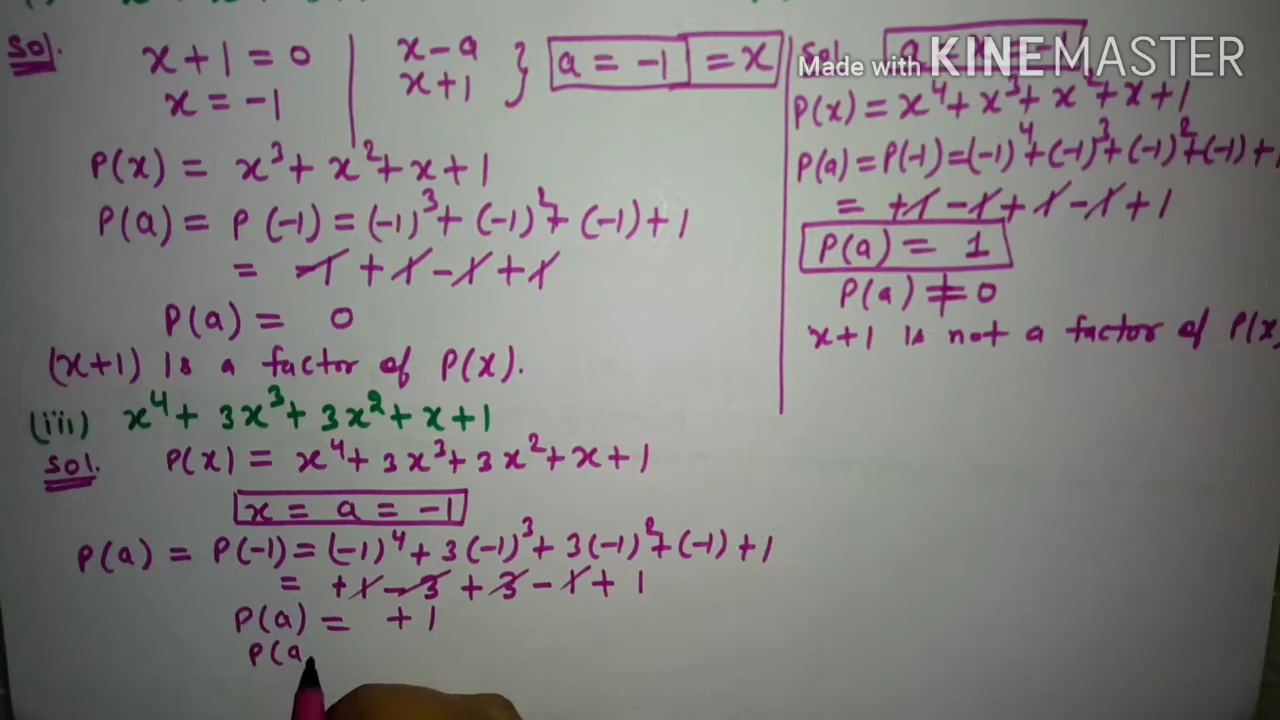 Sol.
x+1=0 | x-a } a = -1 = x
x = -1 | x+1
P(x) = x³ + x² + x + 1
P(a) = P(-1) = (-1)³ + (-1)² + (-1) + 1
= -1 + 1 - 1 + 1
P(a) = 0
(x+1) is a factor of P(x).
(iii) x⁴ + 3x³ + 3x² + x + 1
Sol. P(x) = x⁴ + 3x³ + 3x² + x + 1
x = a = -1
P(a) = P(-1) = (-1)⁴ + 3(-1)³ + 3(-1)² + (-1) + 1
= +1 - 3 + 3 - 1 + 1
P(a) = +1
P(a
Made with KINEMASTER
P(x) = x⁴ + x³ + x² + x + 1
P(a) = P(-1) = (-1)⁴ + (-1)³ + (-1)² + (-1) +
= +1 - 1 + 1 - 1 + 1
P(a) = 1
P(a) ≠ 0
x+1 is not a factor of P(x